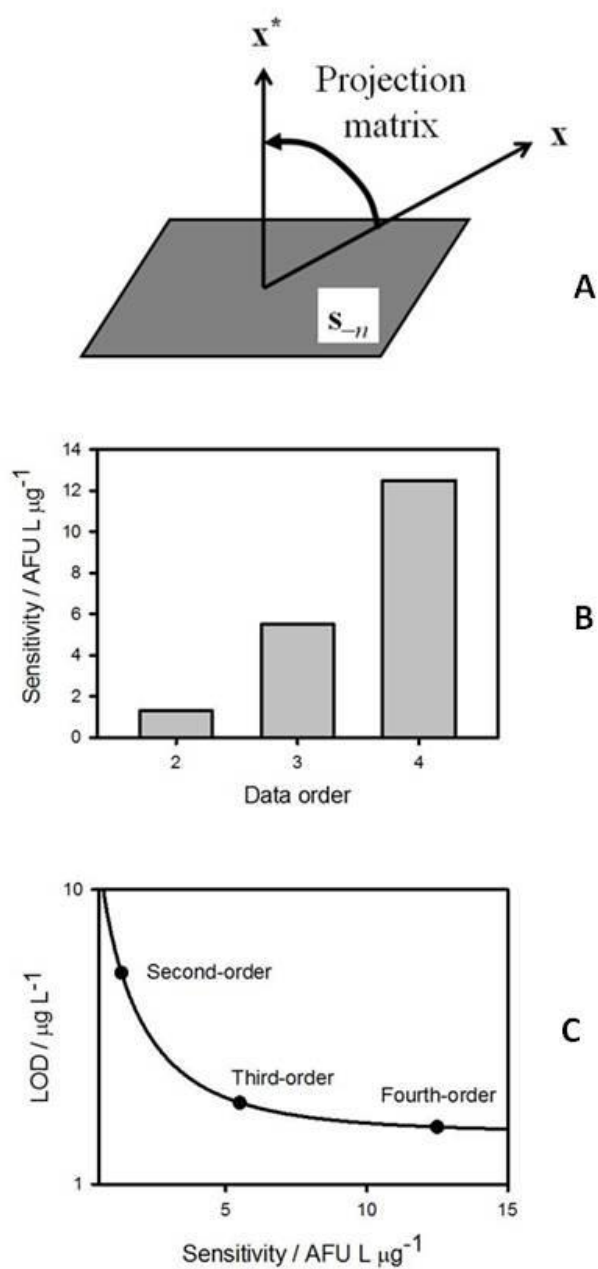 x*
Projection
matrix
x
s₋ₙ
A
14
12
10
8
6
4
2
0
Sensitivity / AFU L µg⁻¹
2 3 4
Data order
B
10
1
LOD / µg L⁻¹
Second-order
Third-order
Fourth-order
C
5 10 15
Sensitivity / AFU L µg⁻¹